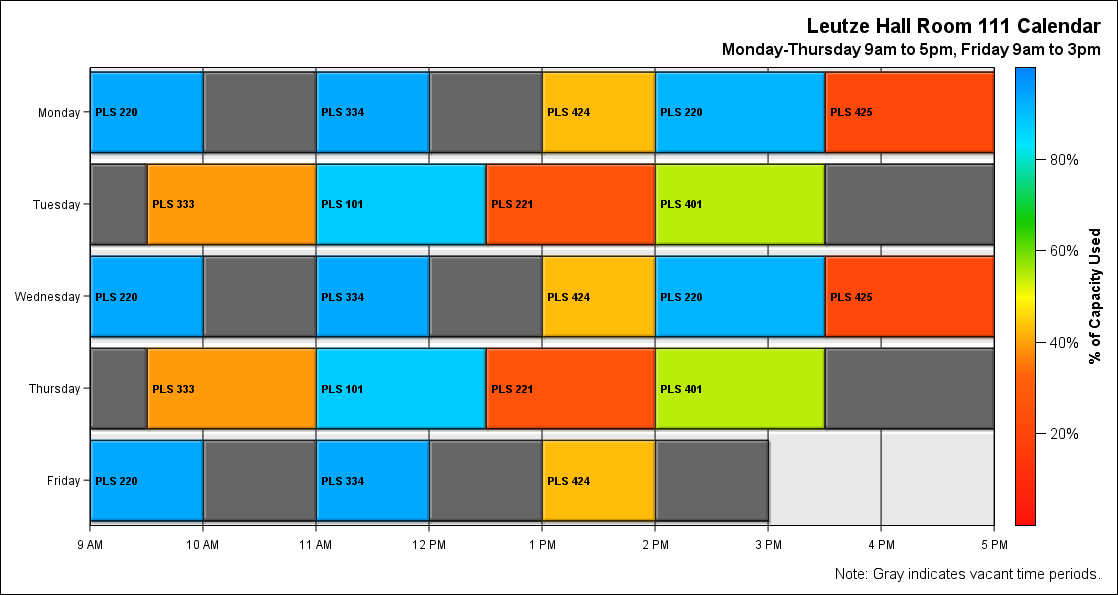 Leutze Hall Room 111 Calendar
Monday-Thursday 9am to 5pm, Friday 9am to 3pm
Monday
PLS 220
PLS 334
PLS 424
PLS 220
PLS 425
Tuesday
PLS 333
PLS 101
PLS 221
PLS 401
Wednesday
PLS 220
PLS 334
PLS 424
PLS 220
PLS 425
Thursday
PLS 333
PLS 101
PLS 221
PLS 401
Friday
PLS 220
PLS 334
PLS 424
9 AM
10 AM
11 AM
12 PM
1 PM
2 PM
3 PM
4 PM
5 PM
80%
60%
40%
20%
% of Capacity Used
Note: Gray indicates vacant time periods.